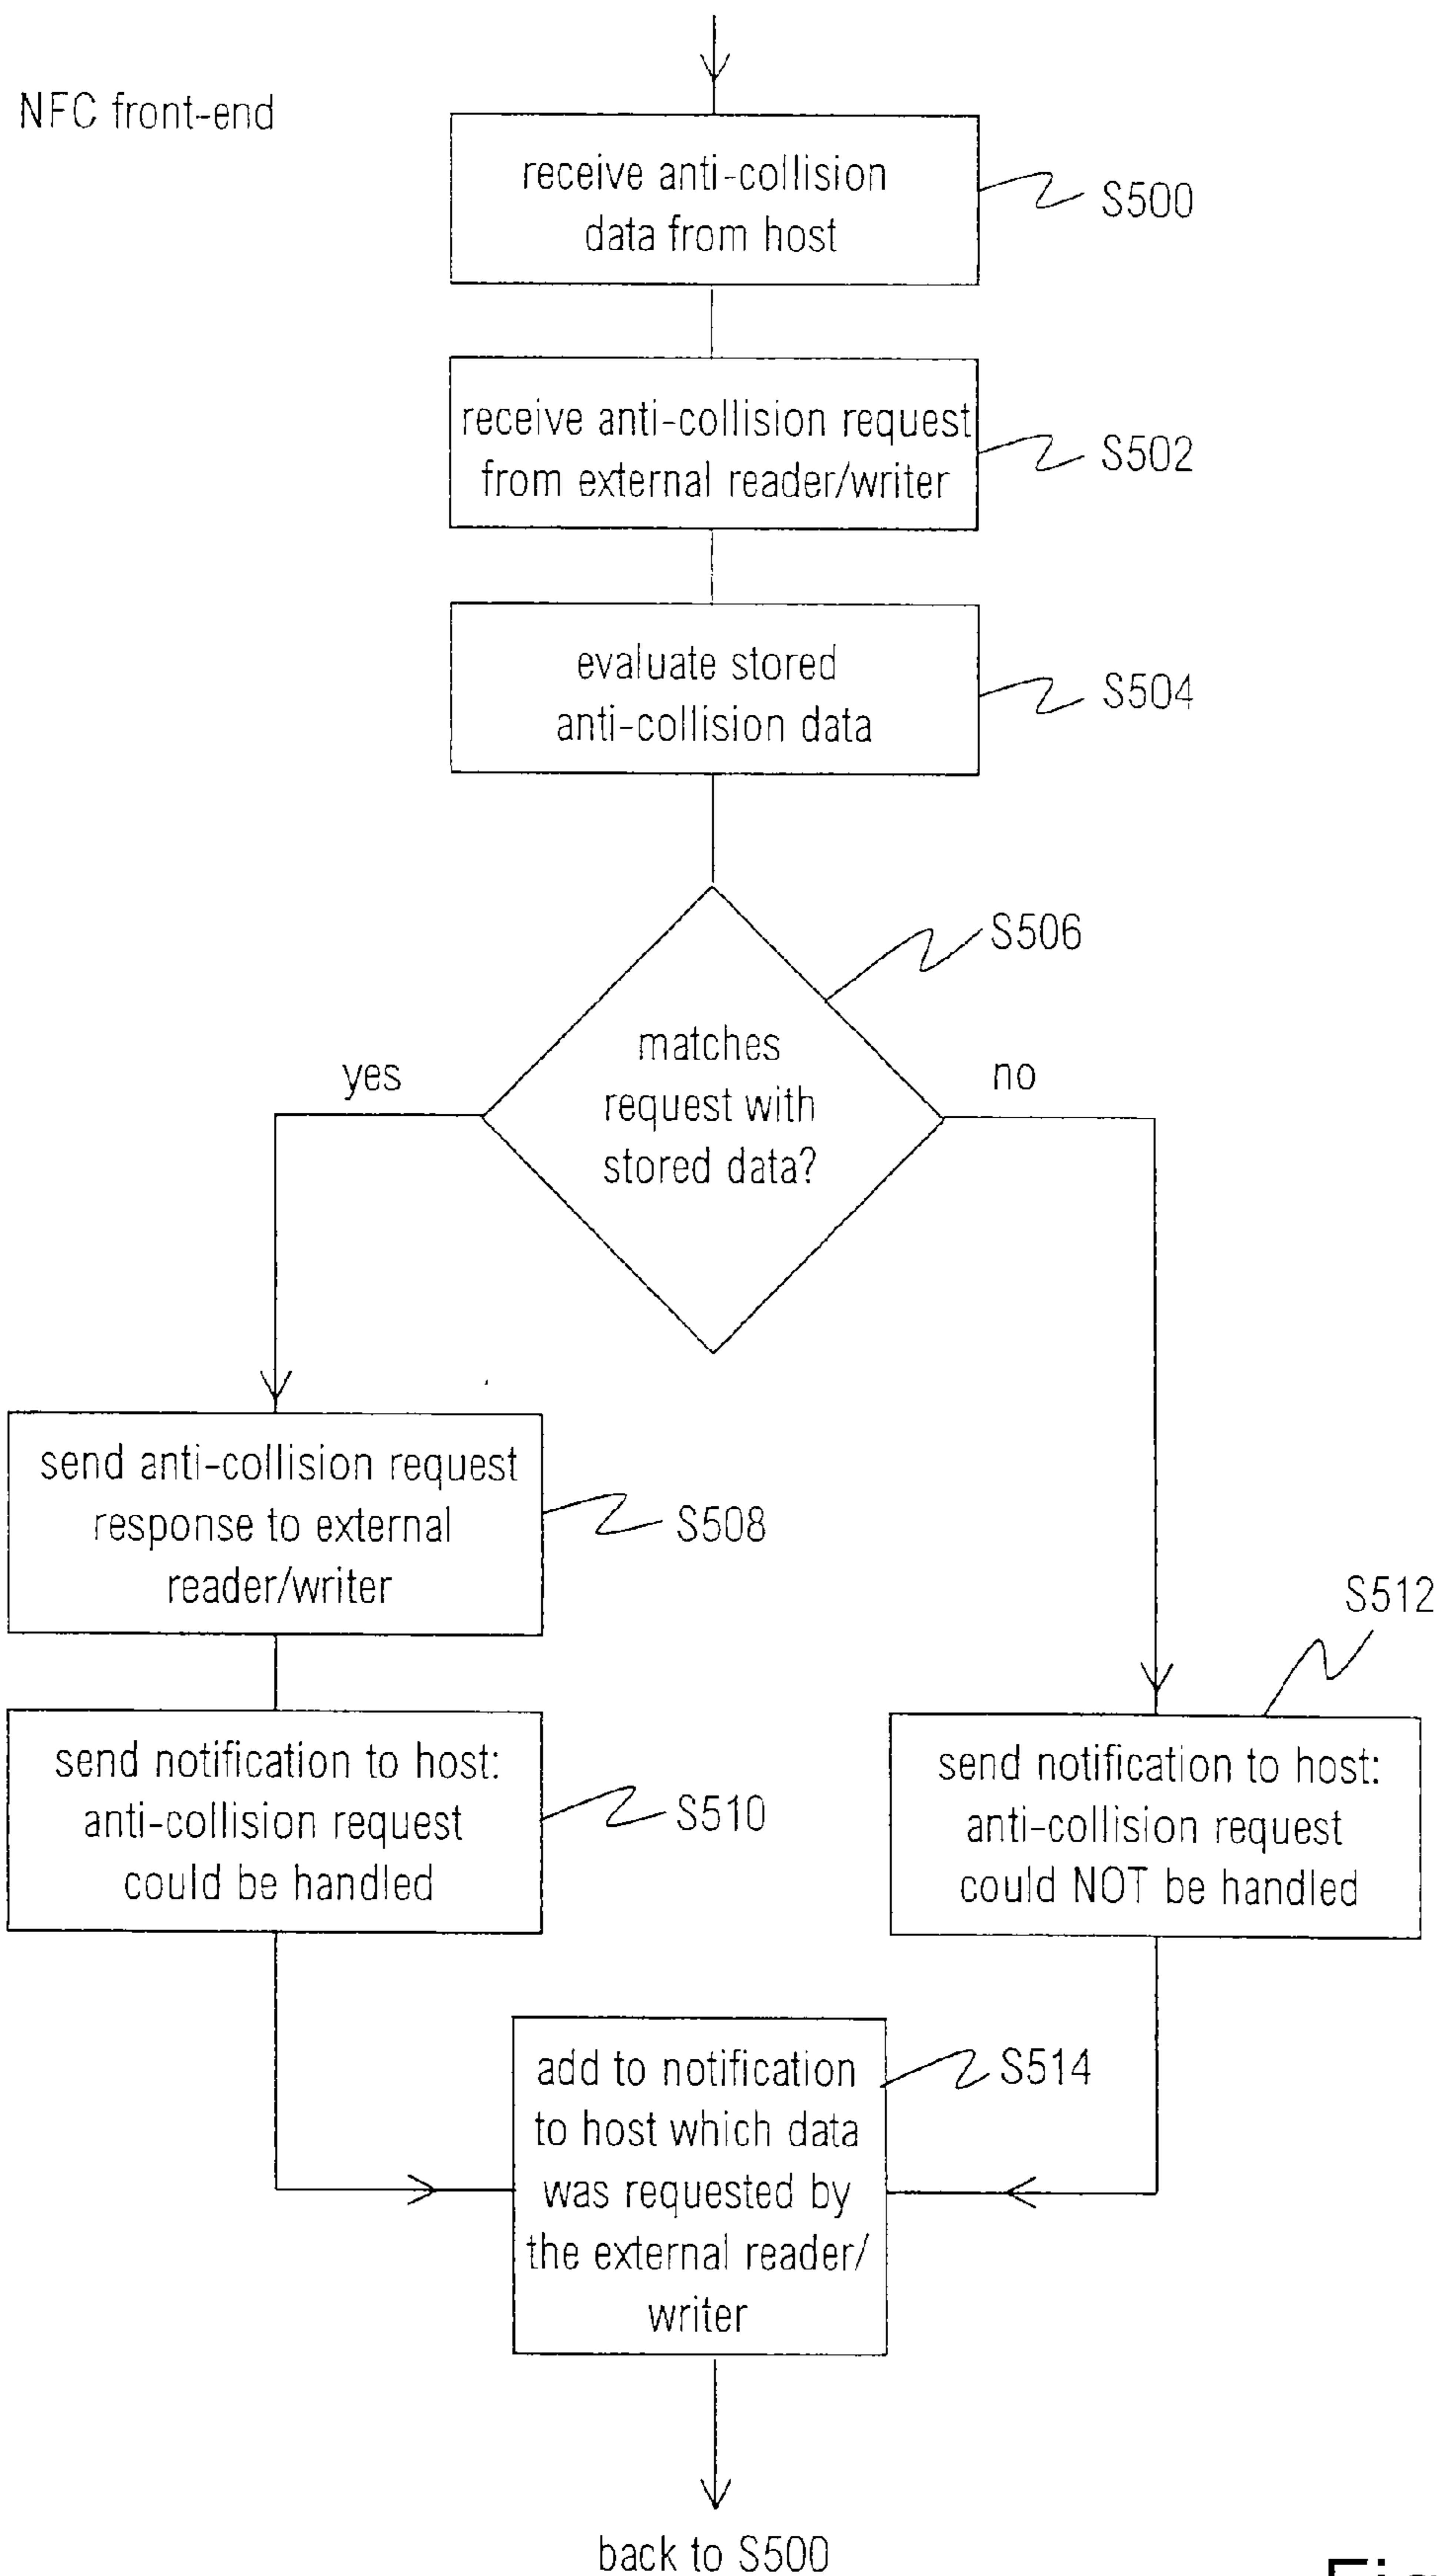 NFC front-end
receive anti-collision
data from host
S500
receive anti-collision request
from external reader/writer
S502
evaluate stored
anti-collision data
S504
S506
matches
request with
stored data?
yes
no
send anti-collision request
response to external
reader/writer
S508
S512
send notification to host:
anti-collision request
could be handled
S510
send notification to host:
anti-collision request
could NOT be handled
add to notification
to host which data
was requested by
the external reader/
writer
S514
back to S500